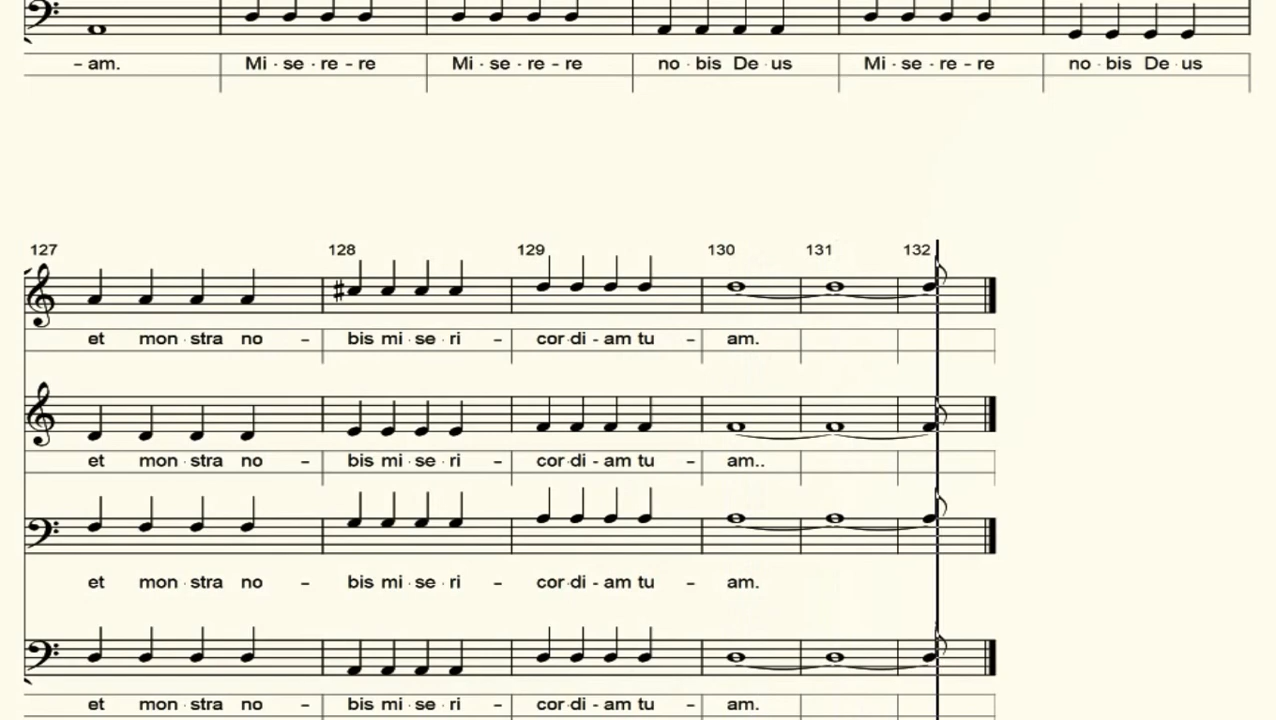 - am. Mi - se - re - re Mi - se - re - re no - bis De - us Mi - se - re - re no - bis De - us
127 128 129 130 131 132
et mon - stra no - bis mi - se - ri - cor - di - am tu - am.
et mon - stra no - bis mi - se - ri - cor - di - am tu - am..
et mon - stra no - bis mi - se - ri - cor - di - am tu - am.
et mon - stra no - bis mi - se - ri - cor - di - am tu - am.